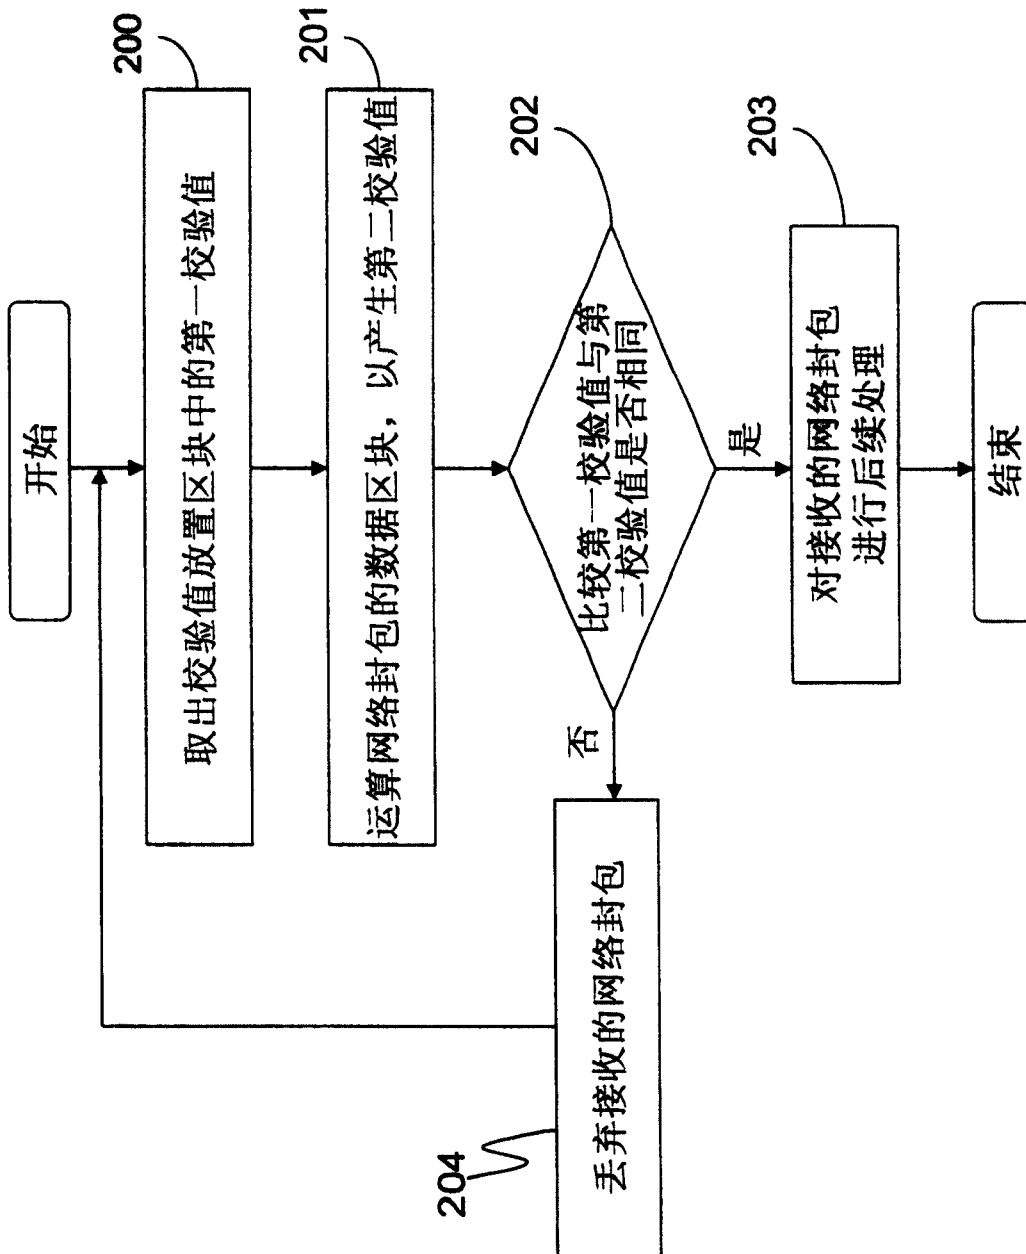 开始
200
取出校验值放置区块中的第一校验值
201
运算网络封包的数据区块，以产生第二校验值
202
比较第一校验值与第
二校验值是否相同
是
否
203
对接收的网络封包
进行后续处理
204
丢弃接收的网络封包
结束